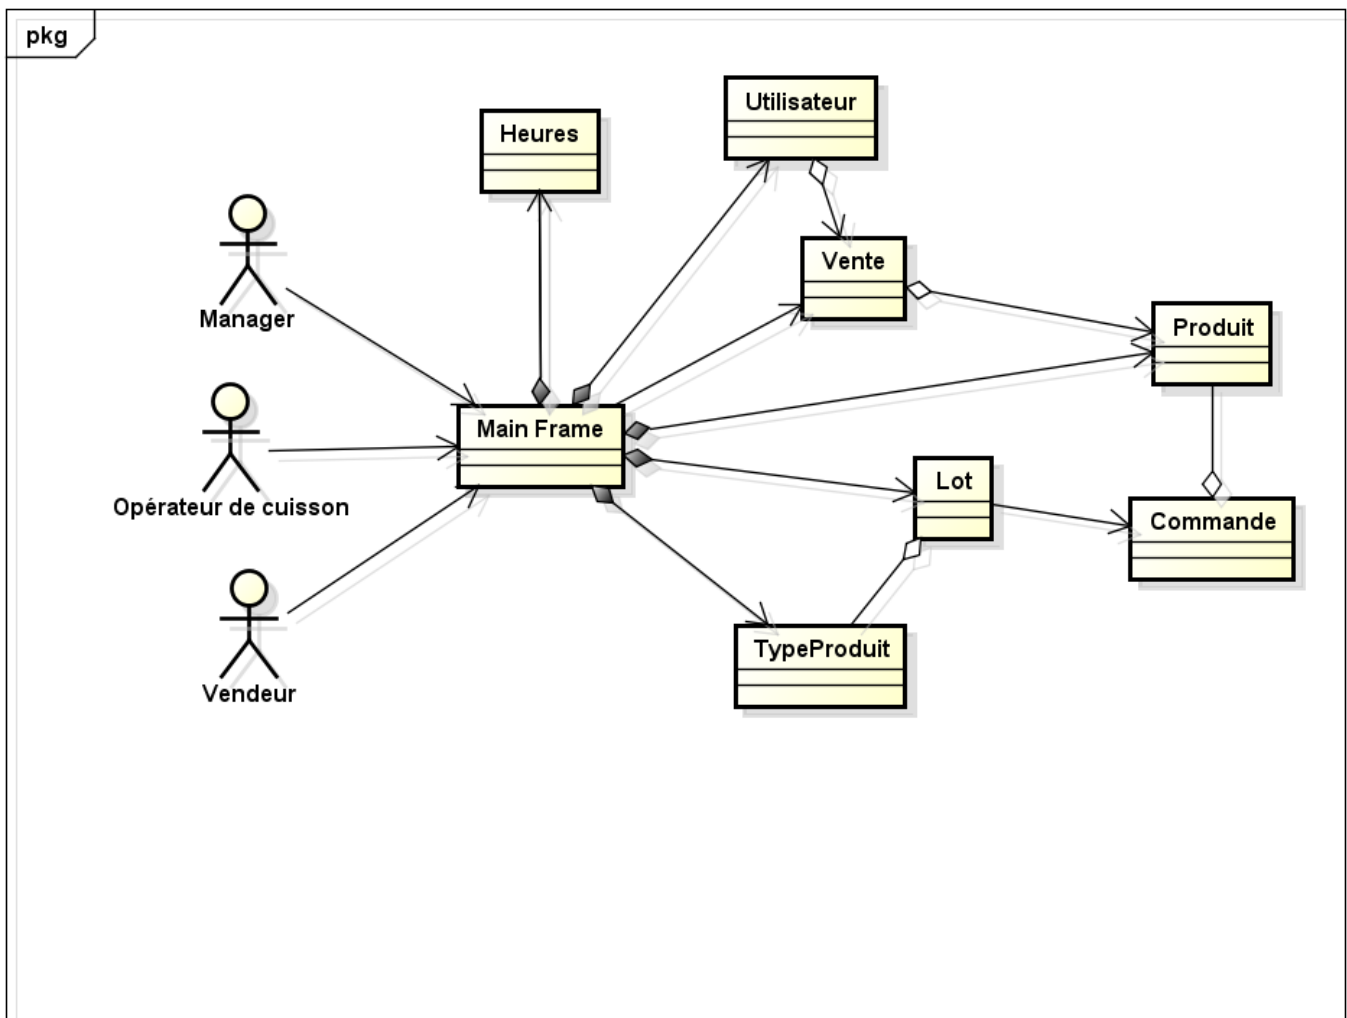 pkg
Utilisateur
Heures
Vente
Manager
Produit
Main Frame
Lot
Opérateur de cuisson
Commande
TypeProduit
Vendeur